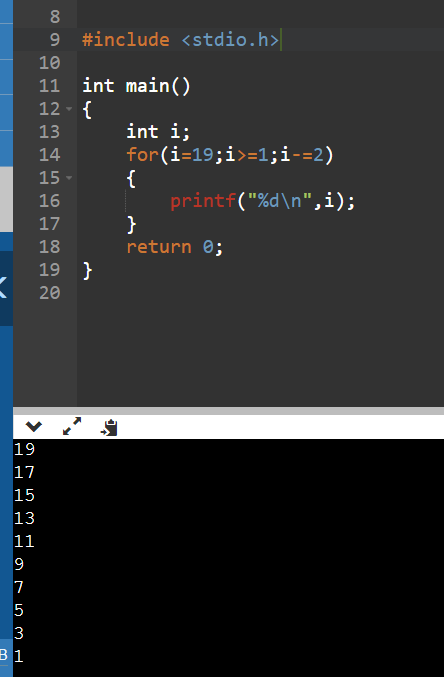 8
9 #include <stdio.h>
10
11 int main()
12 {
13     int i;
14     for(i=19;i>=1;i-=2)
15     {
16         printf("%d\n",i);
17     }
18     return 0;
19 }
20
19
17
15
13
11
9
7
5
3
B 1